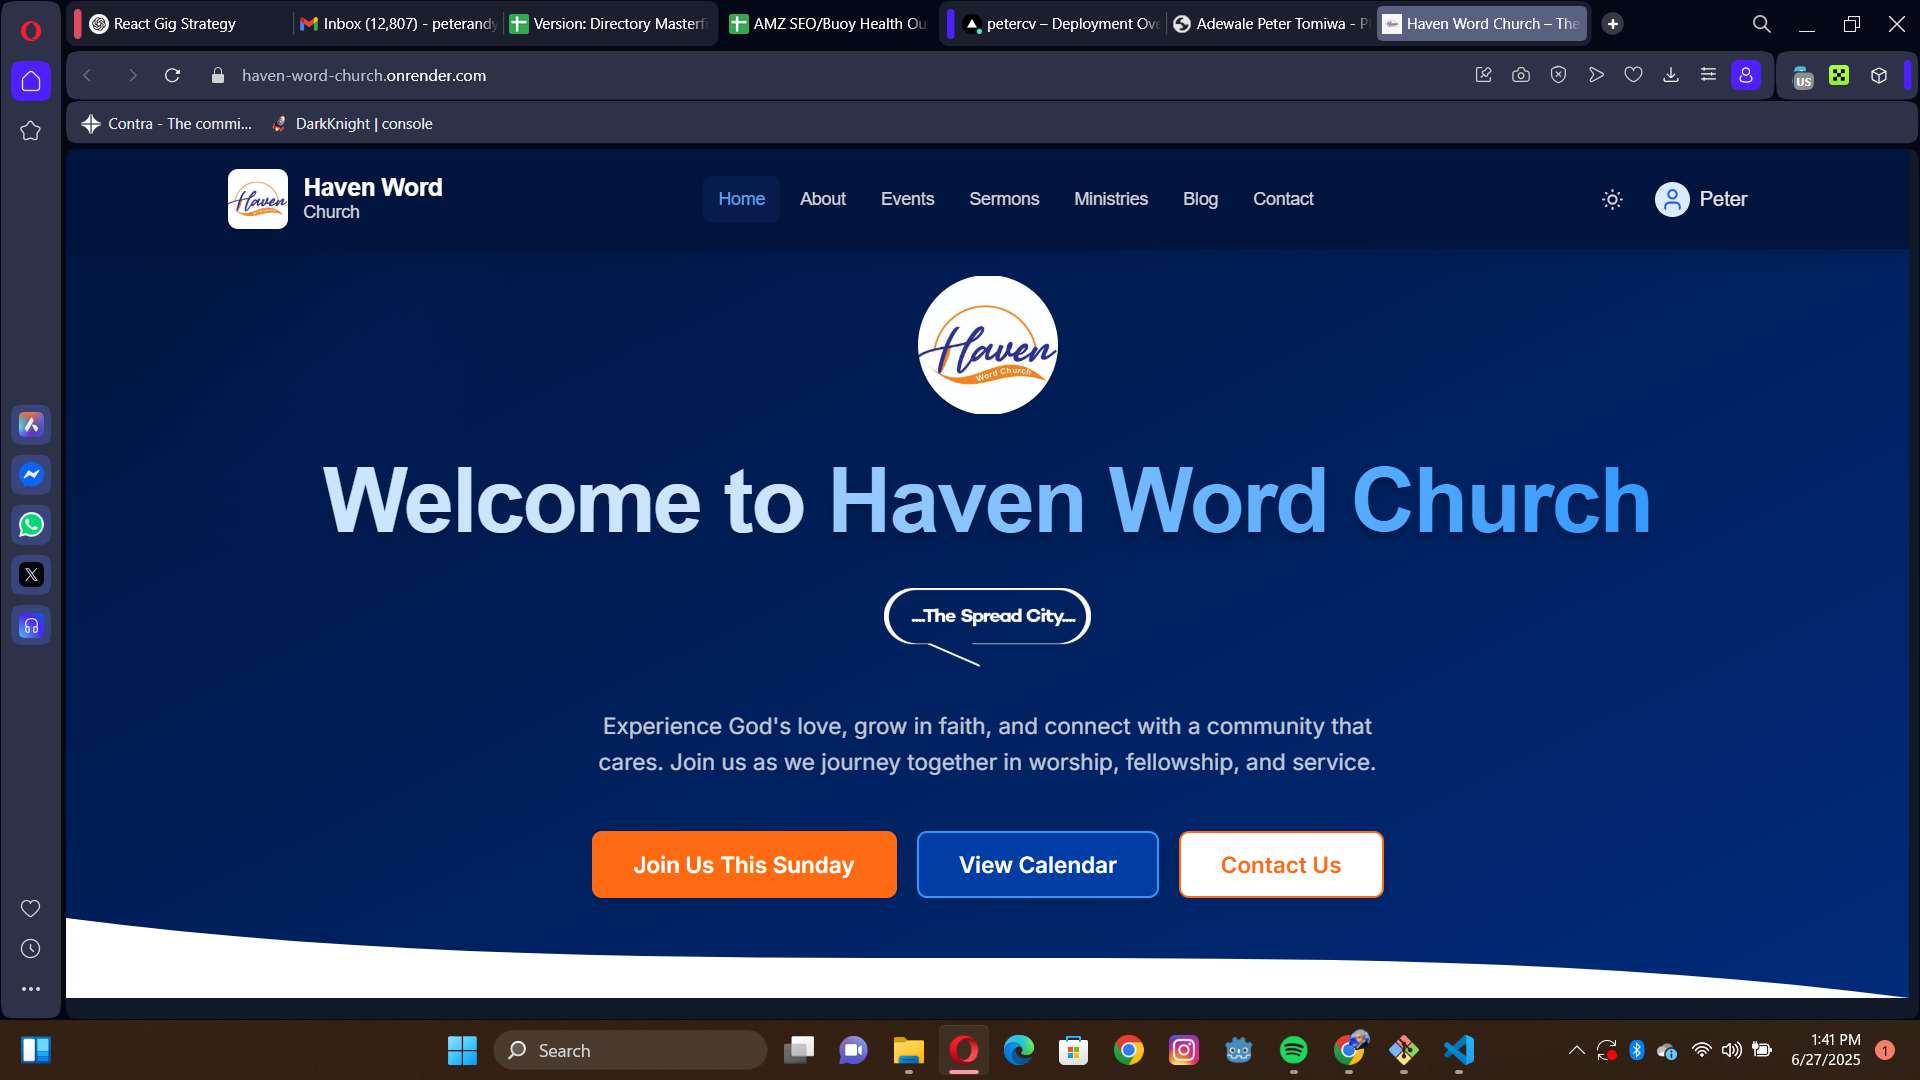 React Gig Strategy
Inbox (12,807) - peterandy
Version: Directory Masterfi
AMZ SEO/Buoy Health Ou
petercv – Deployment Ove
Adewale Peter Tomiwa - P
Haven Word Church – The
haven-word-church.onrender.com
US
Contra - The commi...
DarkKnight | console
Haven
Haven Word
Church
Home
About
Events
Sermons
Ministries
Blog
Contact
Peter
Haven
Word Church
Welcome to Haven Word Church
....The Spread City....
Experience God's love, grow in faith, and connect with a community that
cares. Join us as we journey together in worship, fellowship, and service.
Join Us This Sunday
View Calendar
Contact Us
Search
1:41 PM
6/27/2025
1